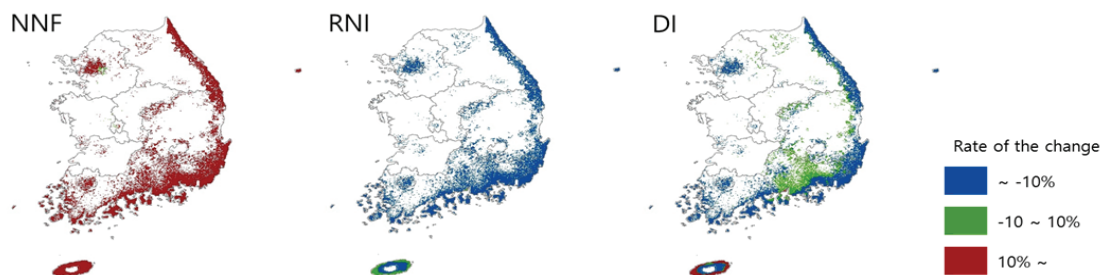 NNF
RNI
DI
Rate of the change
~ -10%
-10 ~ 10%
10% ~